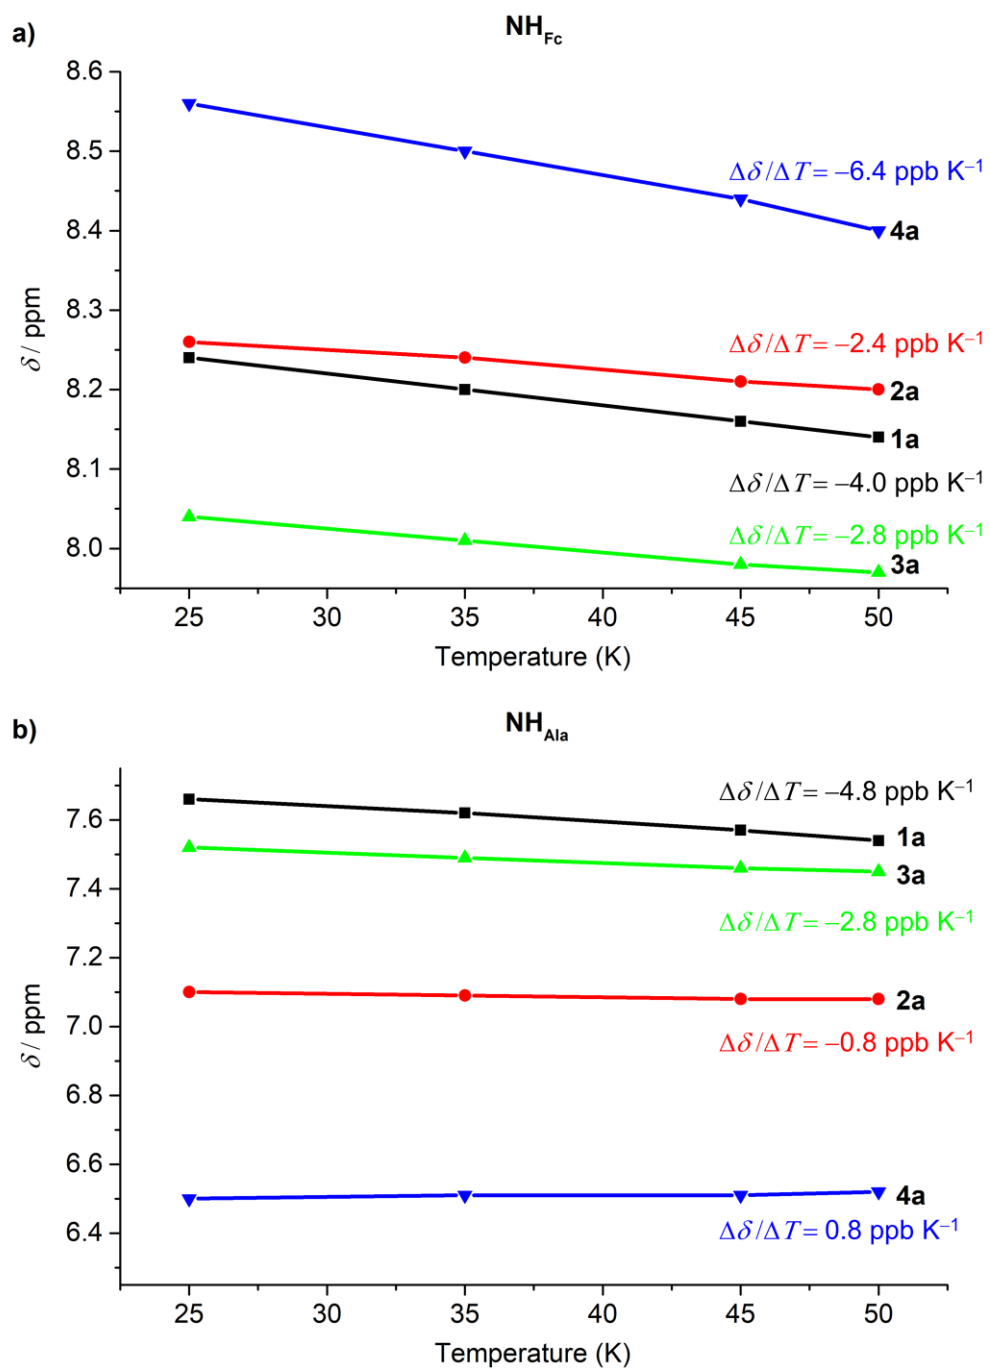 a)
NH_Fc
8.6
8.5
Δδ/ΔT = –6.4 ppb K⁻¹
8.4
4a
δ / ppm
8.3
Δδ/ΔT = –2.4 ppb K⁻¹
8.2
2a
1a
8.1
Δδ/ΔT = –4.0 ppb K⁻¹
Δδ/ΔT = –2.8 ppb K⁻¹
8.0
3a
25 30 35 40 45 50
Temperature (K)
b)
NH_Ala
Δδ/ΔT = –4.8 ppb K⁻¹
7.6
1a
3a
7.4
Δδ/ΔT = –2.8 ppb K⁻¹
7.2
δ / ppm
7.0
2a
Δδ/ΔT = –0.8 ppb K⁻¹
6.8
6.6
4a
6.4
Δδ/ΔT = 0.8 ppb K⁻¹
25 30 35 40 45 50
Temperature (K)